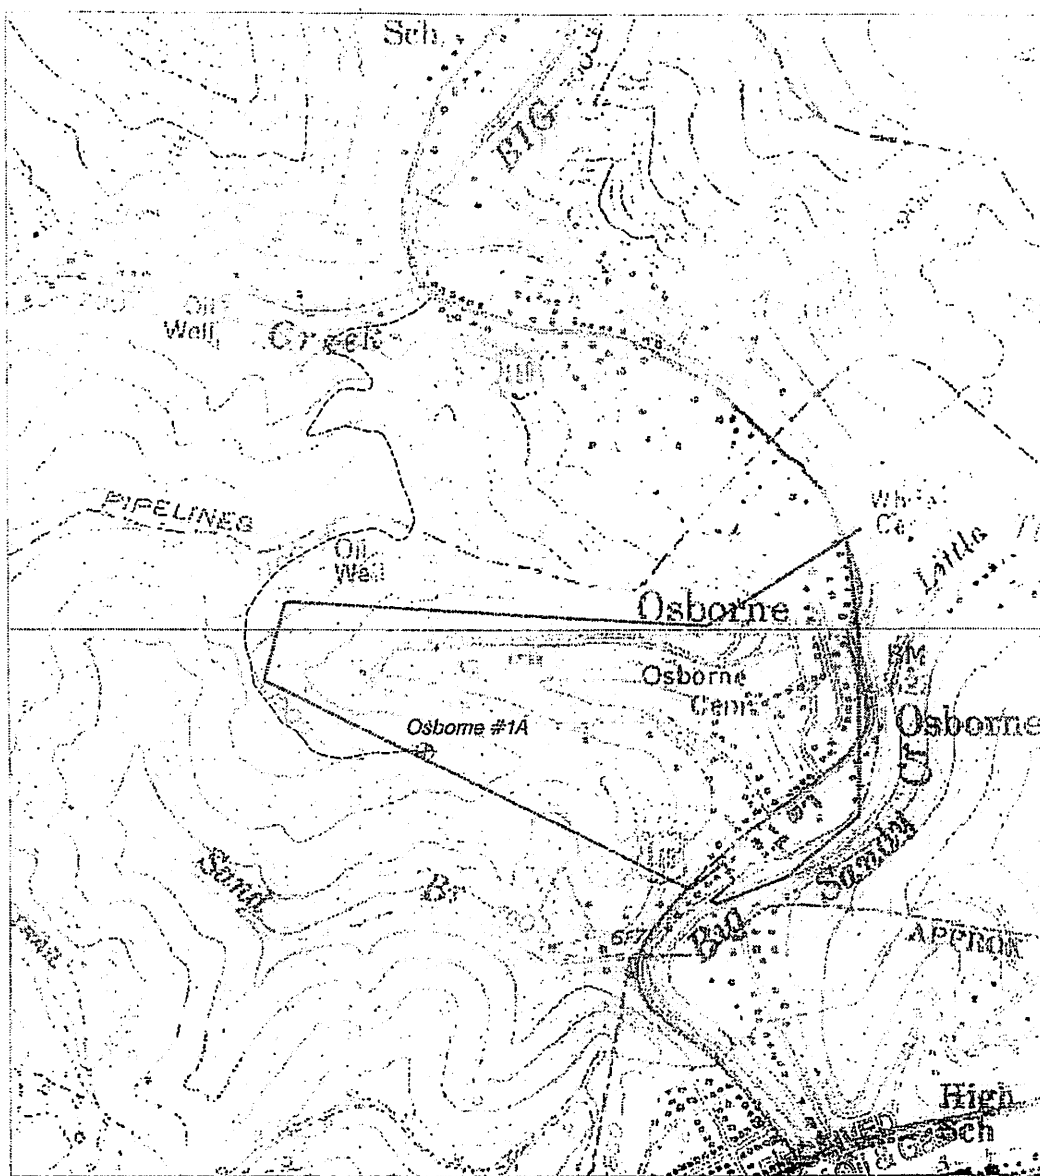 Sch.
BIG
Oil
Well
Creek
PIPELINES
Oil
Well
Little
Osborne
Osborne
Cem
BM
Osborne
Osborne #1A
Sandy
Cr
Sand
Br
Big
APPROX
High
Sch